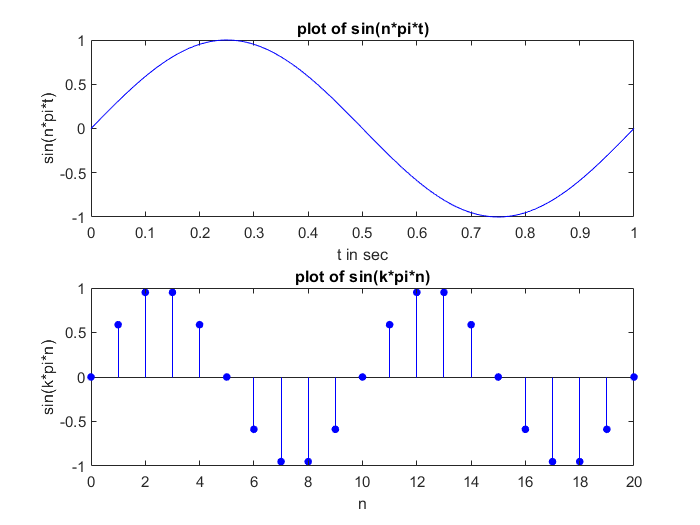 plot of sin(n*pi*t)
1
0.5
0
-0.5
-1
sin(n*pi*t)
0 0.1 0.2 0.3 0.4 0.5 0.6 0.7 0.8 0.9 1
t in sec
plot of sin(k*pi*n)
1
0.5
0
-0.5
-1
sin(k*pi*n)
0 2 4 6 8 10 12 14 16 18 20
n